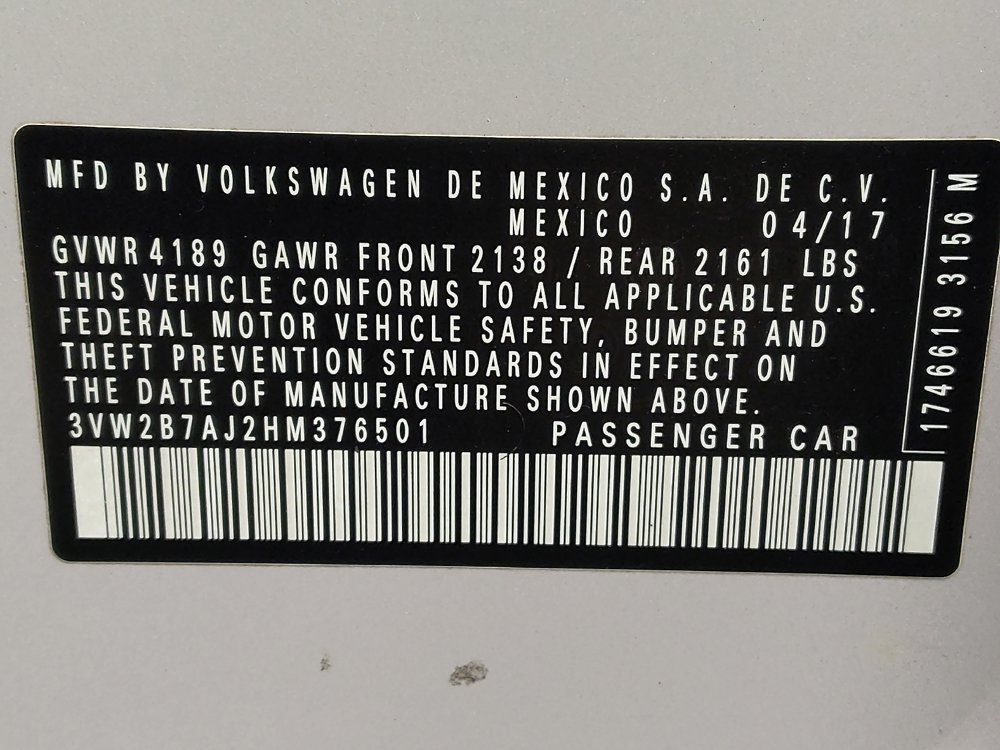 MFD BY VOLKSWAGEN DE MEXICO S.A. DE C.V.
MEXICO 04/17
GVWR 4189 GAWR FRONT 2138 / REAR 2161 LBS
THIS VEHICLE CONFORMS TO ALL APPLICABLE U.S.
FEDERAL MOTOR VEHICLE SAFETY, BUMPER AND
THEFT PREVENTION STANDARDS IN EFFECT ON
THE DATE OF MANUFACTURE SHOWN ABOVE.
3VW2B7AJ2HM376501 PASSENGER CAR
1746619 3156 M